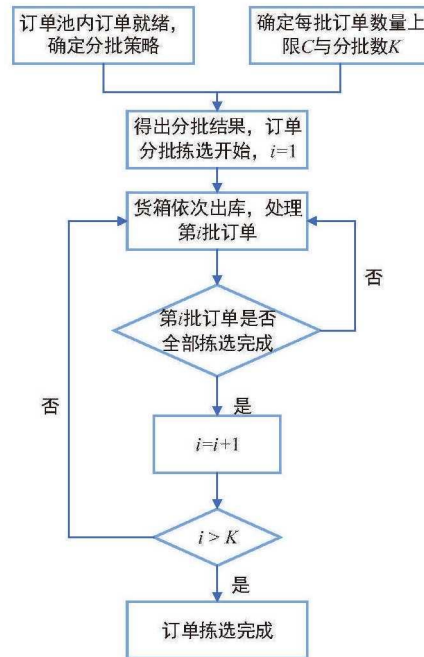 订单池内订单就绪，
确定分批策略
确定每批订单数量上
限C与分批数K
得出分批结果，订单
分批拣选开始，i=1
货箱依次出库，处理
第i批订单
否
第i批订单是否
全部拣选完成
否
是
i=i+1
i > K
是
订单拣选完成